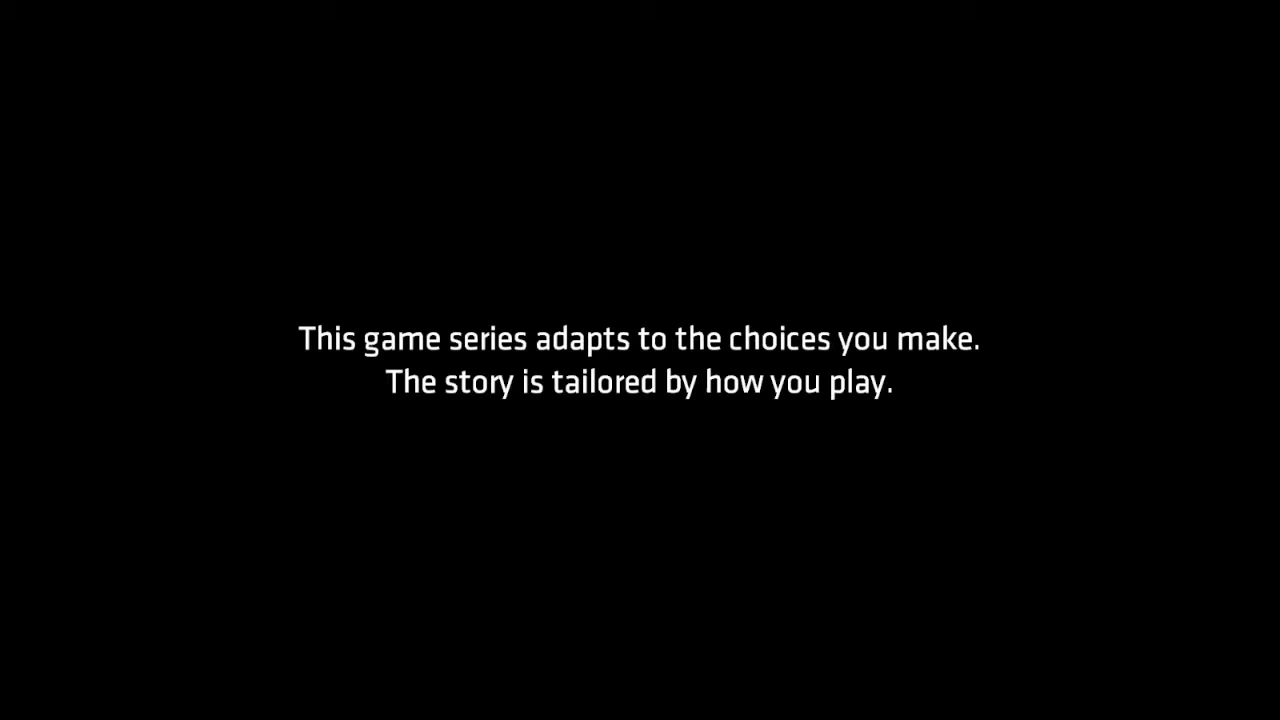 This game series adapts to the choices you make.
The story is tailored by how you play.